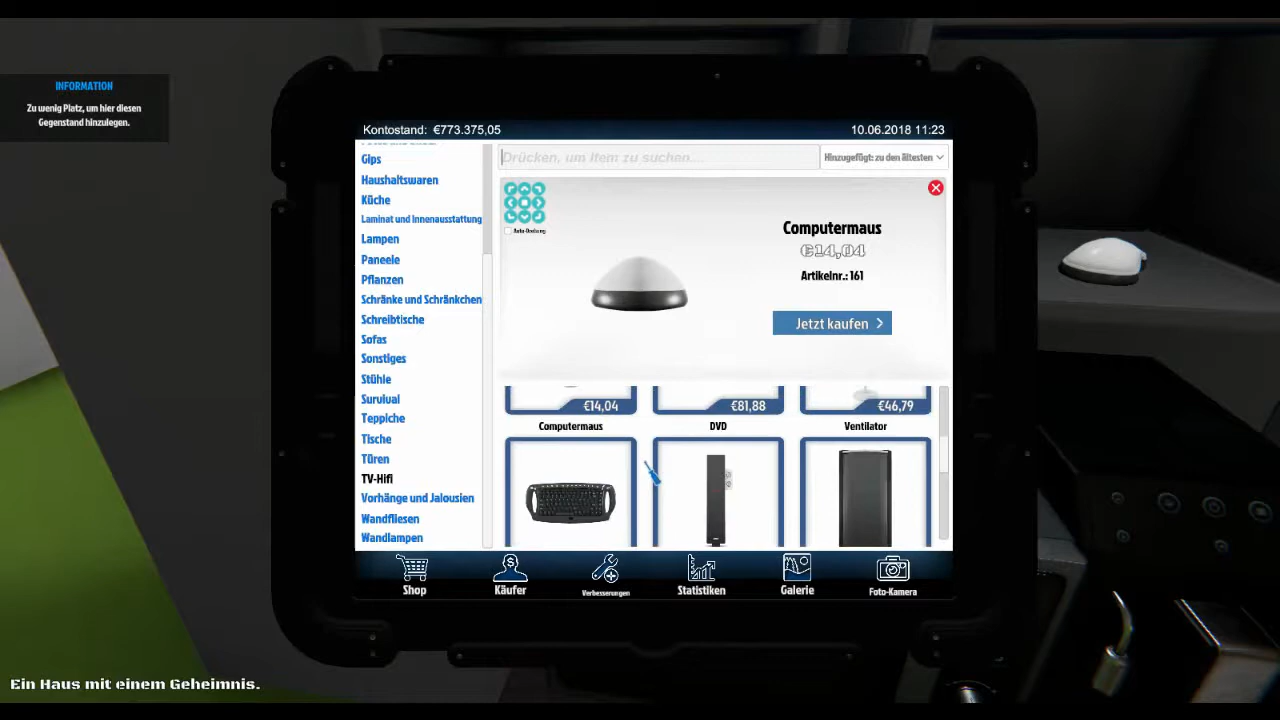 INFORMATION
Zu wenig Platz, um hier diesen
Gegenstand hinzulegen.
Kontostand: €773.375,05
10.06.2018 11:23
Gips
Haushaltswaren
Küche
Laminat und Innenausstattung
Lampen
Paneele
Pflanzen
Schränke und Schränkchen
Schreibtische
Sofas
Sonstiges
Stühle
Survival
Teppiche
Tische
Türen
TV-Hifi
Vorhänge und Jalousien
Wandfliesen
Wandlampen
Drücken, um Item zu suchen...
Hinzugefügt: zu den ältesten
Computermaus
€14,04
Artikelnr.: 161
Jetzt kaufen
€14,04
€81,88
€46,79
Computermaus
DVD
Ventilator
Shop
Käufer
Verbesserungen
Statistiken
Galerie
Foto-Kamera
Ein Haus mit einem Geheimnis.